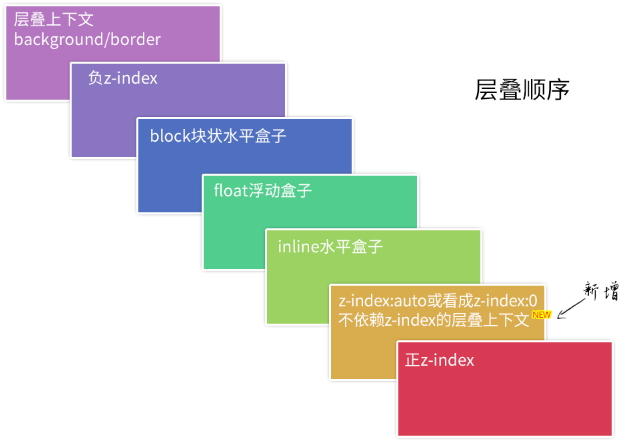 层叠上下文
background/border
负z-index
层叠顺序
block块状水平盒子
float浮动盒子
inline水平盒子
z-index:auto或看成z-index:0
不依赖z-index的层叠上下文
NEW
新增
正z-index